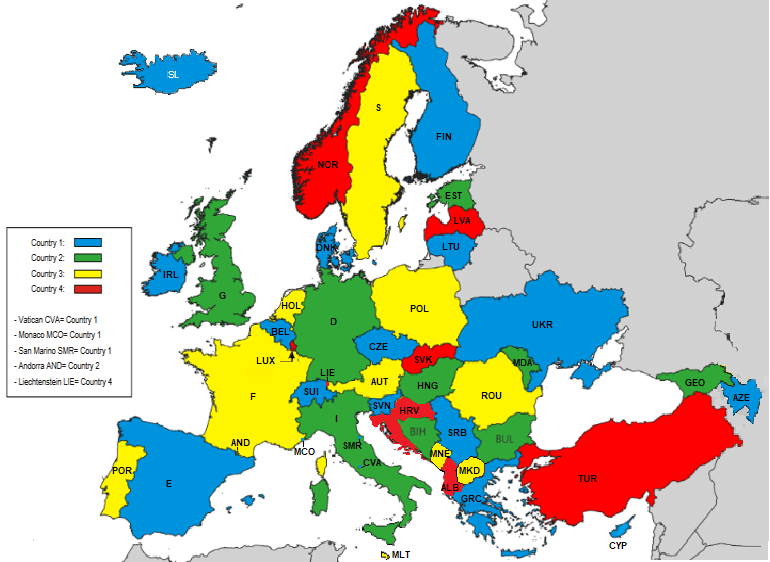 ISL
S
FIN
NOR
EST
LVA
LTU
DNK
IRL
G
Country 1:
Country 2:
Country 3:
Country 4:
- Vatican CVA= Country 1
- Monaco MCO= Country 1
- San Marino SMR= Country 1
- Andorra AND= Country 2
- Liechtenstein LIE= Country 4
HOL
POL
D
BEL
UKR
CZE
LUX
SVK
MDA
LIE
AUT
HNG
GEO
SUI
F
ROU
AZE
SVN
HRV
I
BIH
SRB
BUL
AND
SMR
MCO
MNE
CVA
POR
MKD
E
TUR
ALB
GRC
CYP
MLT